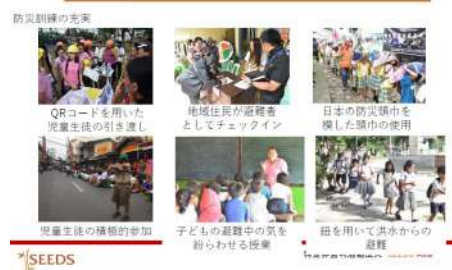 防災訓練の充実
QRコードを用いた
児童生徒の引き渡し
地域住民が避難者
としてチェックイン
日本の防災頭巾を
模した頭巾の使用
児童生徒の積極的参加
子どもの避難中の気を
紛らわせる授業
紐を用いて洪水からの
避難
SEEDS